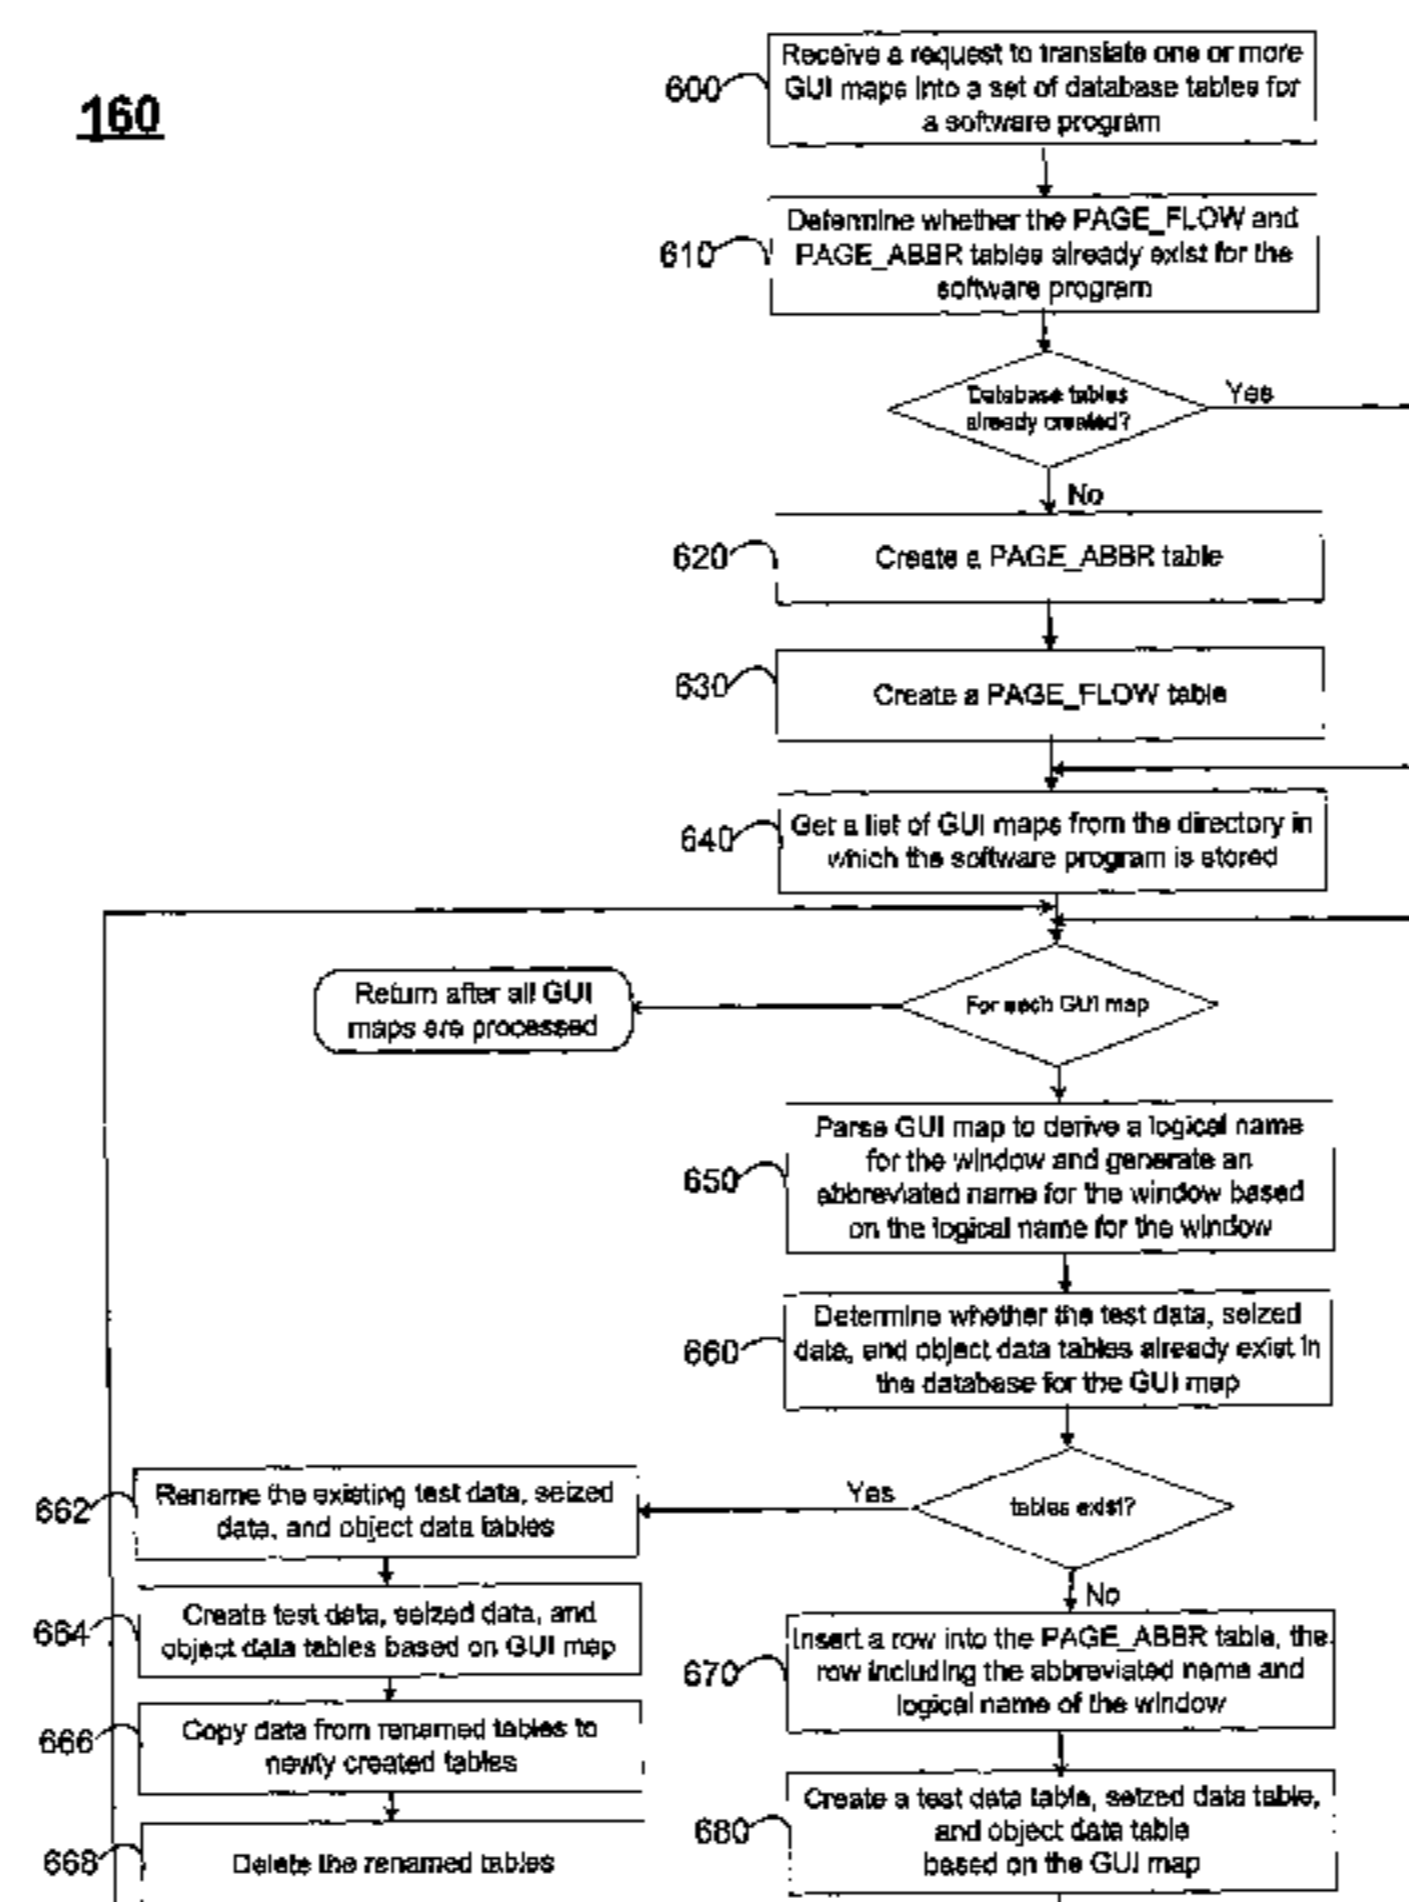 160
600
Receive a request to translate one or more
GUI maps into a set of database tables for
a software program
610
Determine whether the PAGE_FLOW and
PAGE_ABBR tables already exist for the
software program
Database tables
already created?
Yes
No
620
Create a PAGE_ABBR table
630
Create a PAGE_FLOW table
640
Get a list of GUI maps from the directory in
which the software program is stored
Return after all GUI
maps are processed
For each GUI map
650
Parse GUI map to derive a logical name
for the window and generate an
abbreviated name for the window based
on the logical name for the window
660
Determine whether the test data, seized
data, and object data tables already exist in
the database for the GUI map
tables exist?
Yes
No
662
Rename the existing test data, seized
data, and object data tables
664
Create test data, seized data, and
object data tables based on GUI map
666
Copy data from renamed tables to
newly created tables
668
Delete the renamed tables
670
Insert a row into the PAGE_ABBR table, the
row including the abbreviated name and
logical name of the window
680
Create a test data table, seized data table,
and object data table
based on the GUI map